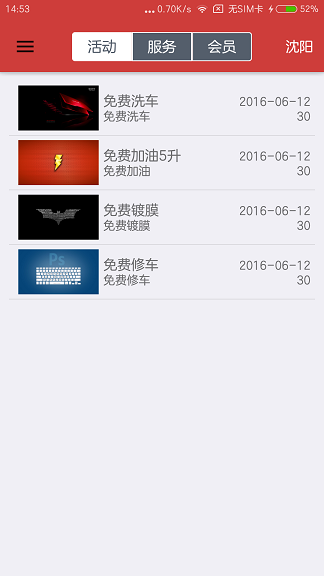 14:53 ... 0.70K/s 无SIM卡 52%
活动 服务 会员 沈阳
免费洗车 2016-06-12
免费洗车 30
免费加油5升 2016-06-12
免费加油 30
免费镀膜 2016-06-12
免费镀膜 30
Ps
免费修车 2016-06-12
免费修车 30